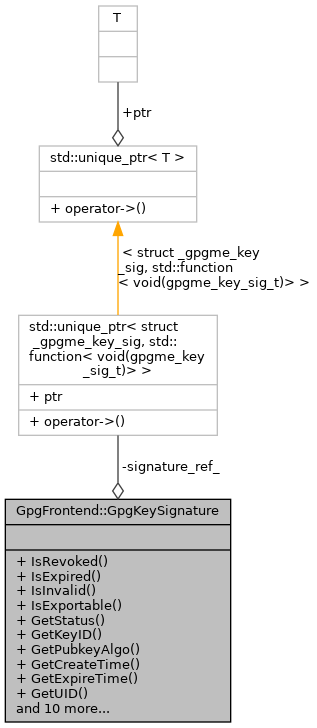 T
+ptr
std::unique_ptr< T >
+ operator->()
< struct _gpgme_key
_sig, std::function
< void(gpgme_key_sig_t)> >
std::unique_ptr< struct
_gpgme_key_sig, std::
function< void(gpgme_key
_sig_t)> >
+ ptr
+ operator->()
-signature_ref_
GpgFrontend::GpgKeySignature
+ IsRevoked()
+ IsExpired()
+ IsInvalid()
+ IsExportable()
+ GetStatus()
+ GetKeyID()
+ GetPubkeyAlgo()
+ GetCreateTime()
+ GetExpireTime()
+ GetUID()
and 10 more...